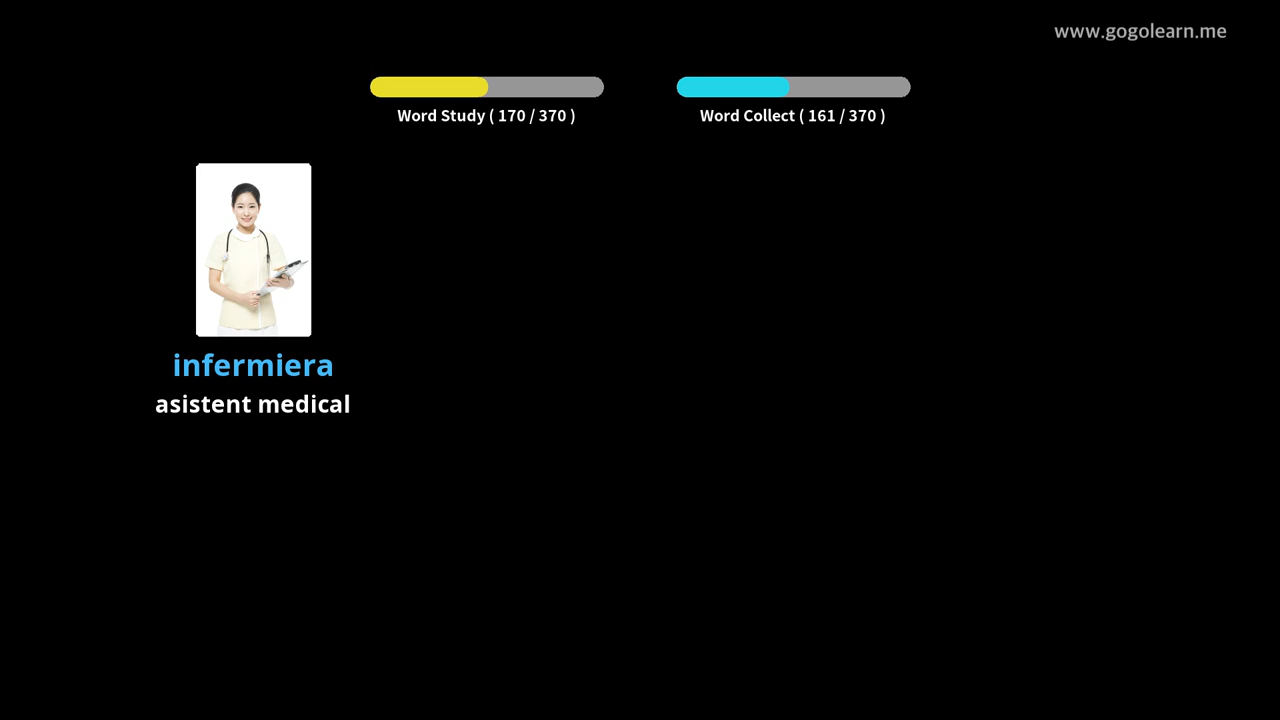 www.gogolearn.me
Word Study ( 170 / 370 )
Word Collect ( 161 / 370 )
infermiera
asistent medical